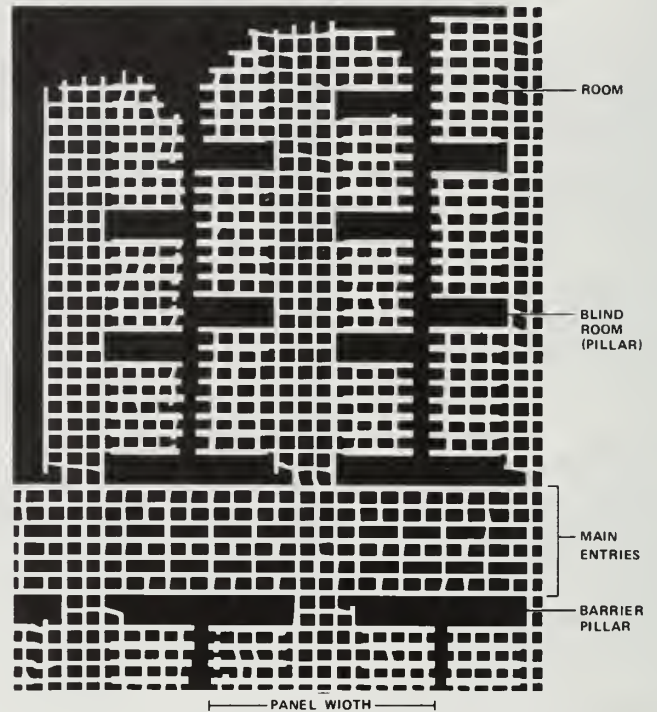 ROOM
BLIND
ROOM
(PILLAR)
MAIN
ENTRIES
BARRIER
PILLAR
PANEL WIOTH